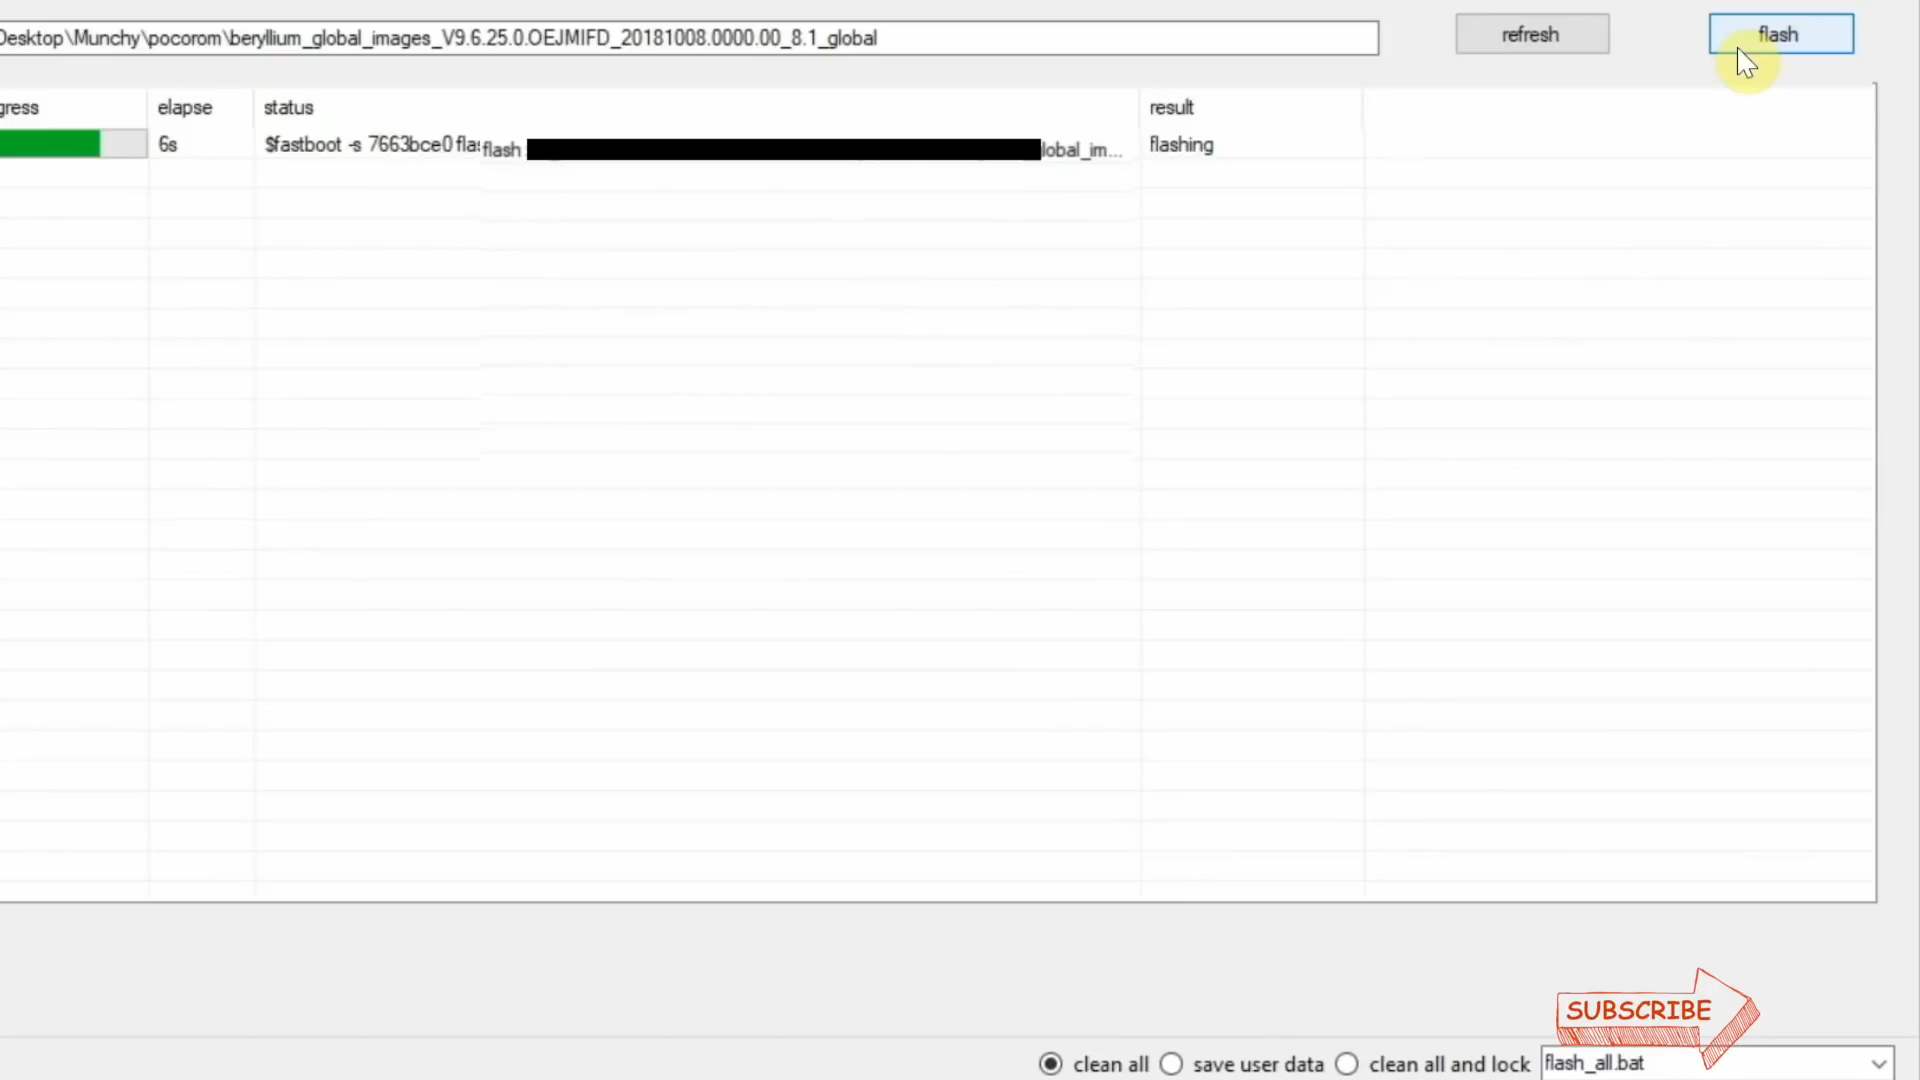 Desktop\Munchy\pocorom\beryllium_global_images_V9.6.25.0.OEJMIFD_20181008.0000.00_8.1_global
refresh
flash
gress elapse status result
6s $fastboot -s 7663bce0 flash lobal_im... flashing
SUBSCRIBE
clean all save user data clean all and lock flash_all.bat